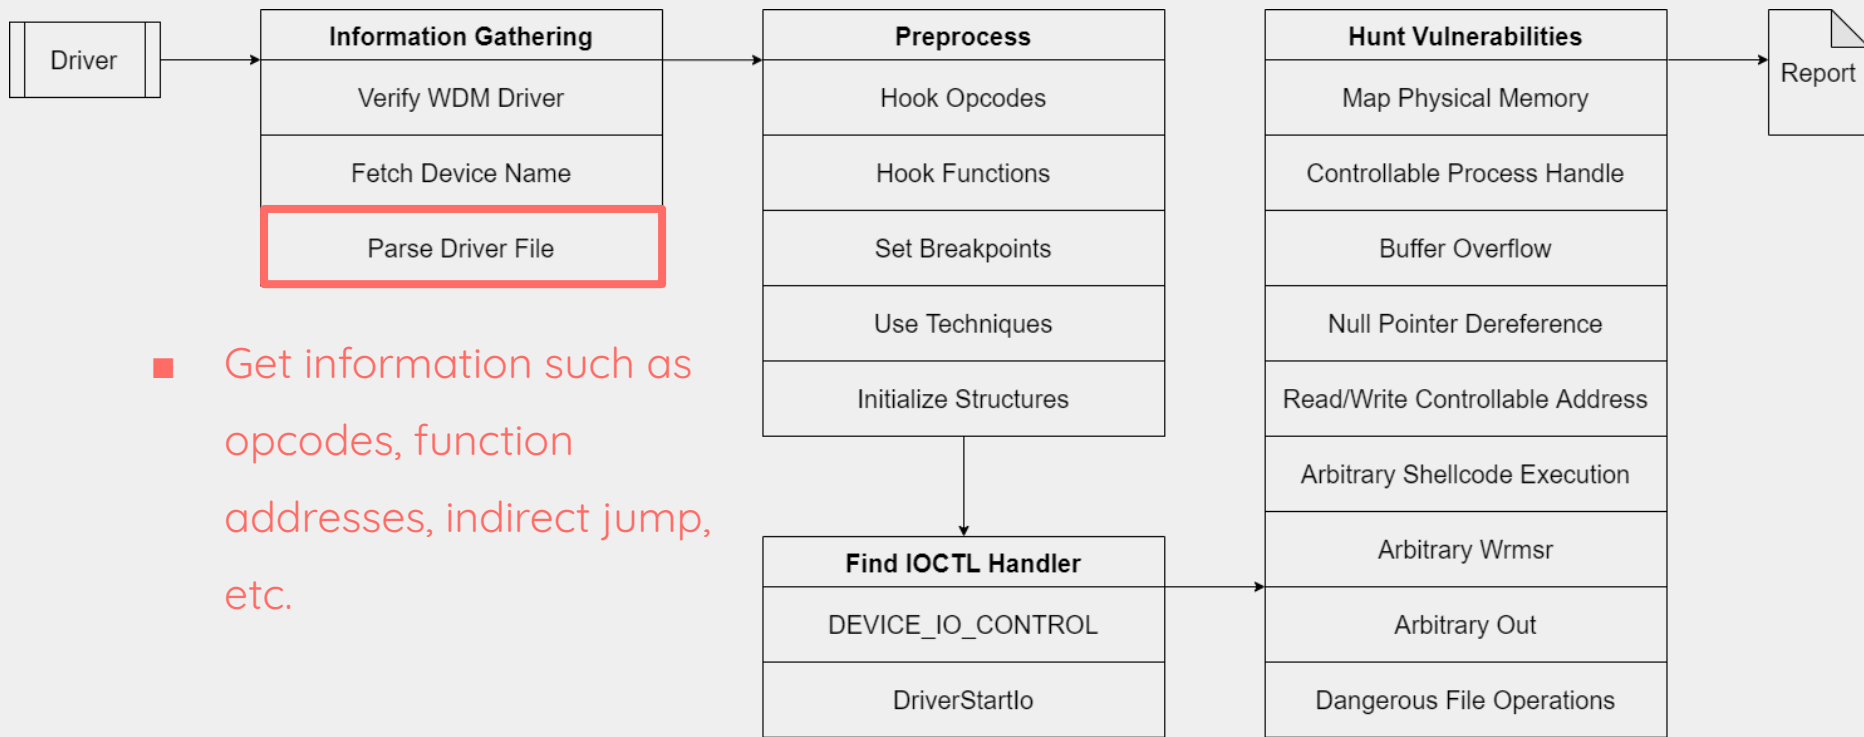 Driver
Information Gathering
Verify WDM Driver
Fetch Device Name
Parse Driver File
■ Get information such as
opcodes, function
addresses, indirect jump,
etc.
Preprocess
Hook Opcodes
Hook Functions
Set Breakpoints
Use Techniques
Initialize Structures
Find IOCTL Handler
DEVICE_IO_CONTROL
DriverStartIo
Hunt Vulnerabilities
Map Physical Memory
Controllable Process Handle
Buffer Overflow
Null Pointer Dereference
Read/Write Controllable Address
Arbitrary Shellcode Execution
Arbitrary Wrmsr
Arbitrary Out
Dangerous File Operations
Report